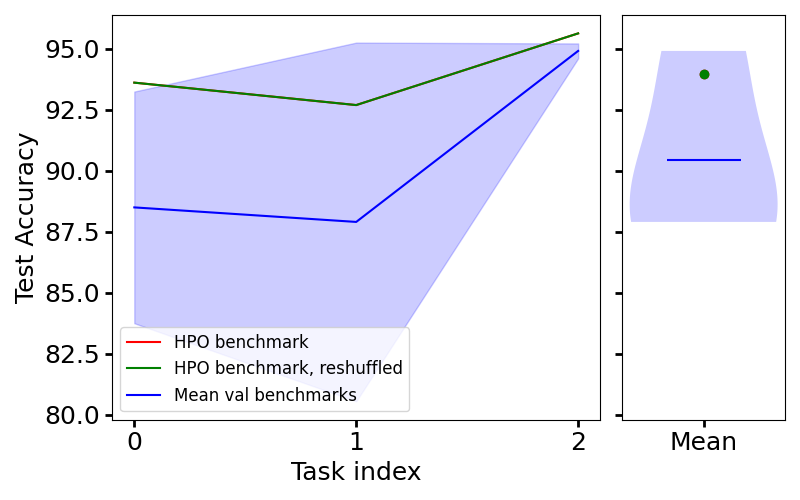 95.0
92.5
90.0
87.5
85.0
82.5
80.0
Test Accuracy
HPO benchmark
HPO benchmark, reshuffled
Mean val benchmarks
0
1
2
Task index
Mean